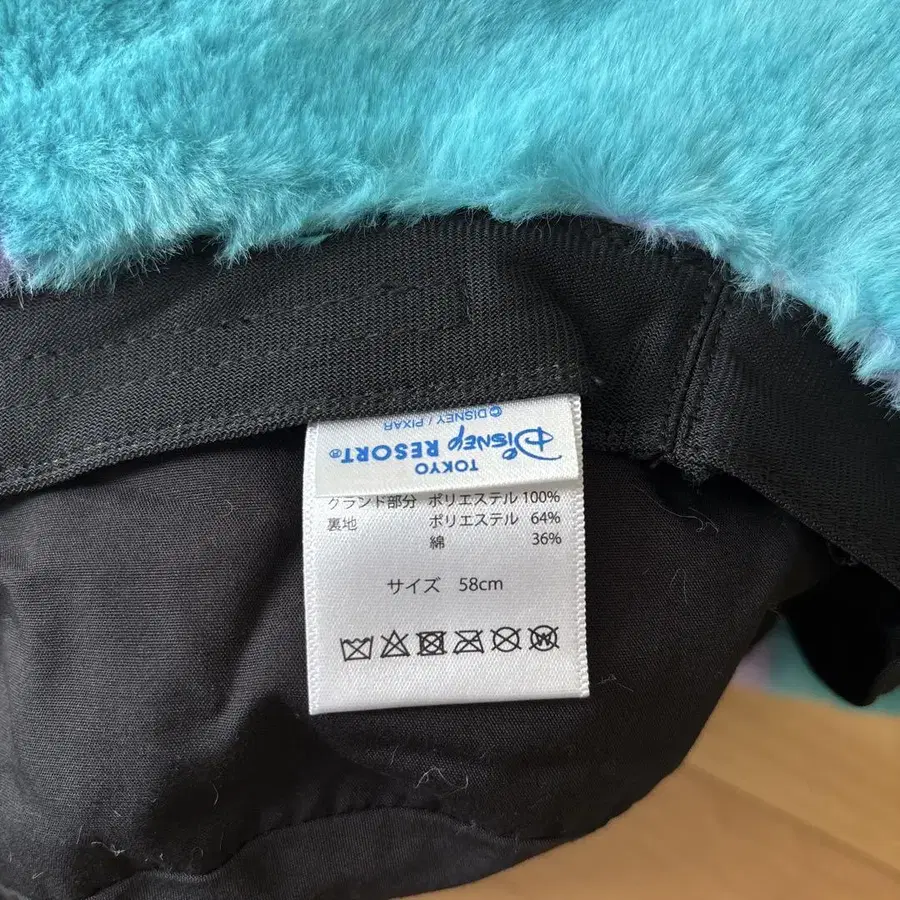 TOKYO
Disney RESORT®
© DISNEY / PIXAR
グランド部分 ポリエステル 100%
裏地 ポリエステル 64%
綿 36%
サイズ 58cm